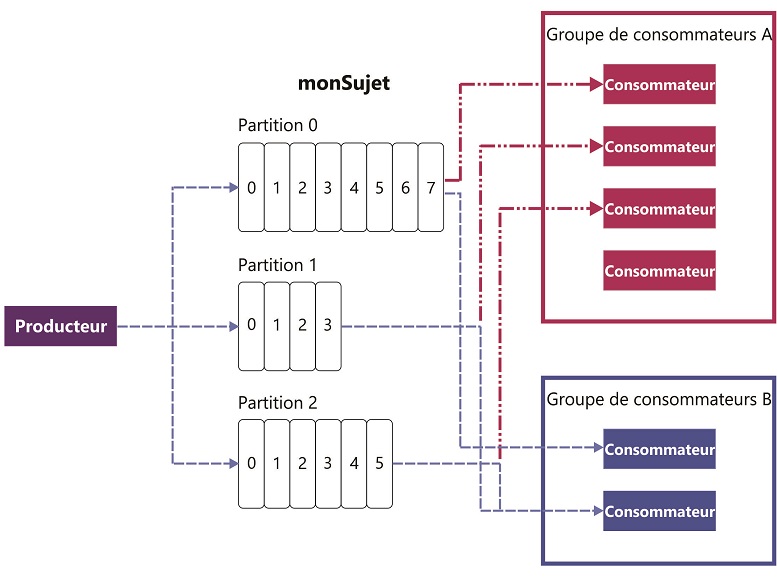 Groupe de consommateurs A
Consommateur
Consommateur
Consommateur
Consommateur
monSujet
Partition 0
0 1 2 3 4 5 6 7
Partition 1
0 1 2 3
Partition 2
0 1 2 3 4 5
Producteur
Groupe de consommateurs B
Consommateur
Consommateur